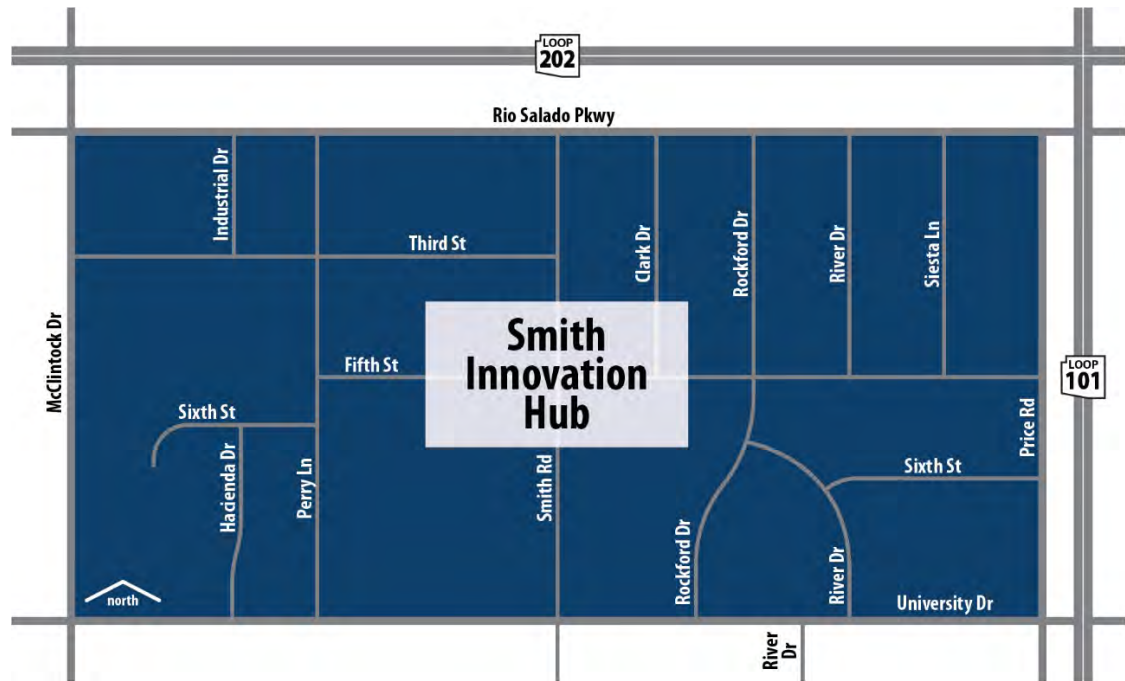 LOOP
202
Rio Salado Pkwy
Industrial Dr
Third St
Clark Dr
Rockford Dr
River Dr
Siesta Ln
McClintock Dr
Smith
Innovation
Hub
Fifth St
LOOP
101
Sixth St
Hacienda Dr
Perry Ln
Smith Rd
Price Rd
Sixth St
Rockford Dr
River Dr
north
University Dr
River
Dr